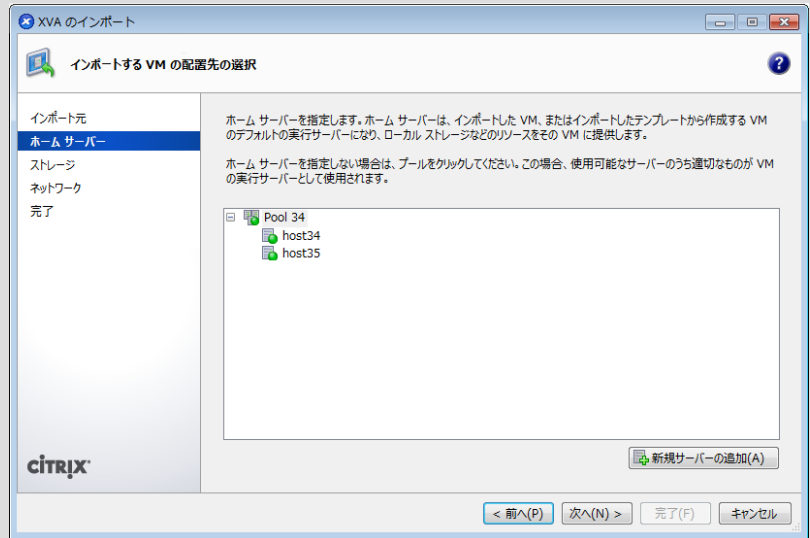 XVA のインポート
インポートする VM の配置先の選択
インポート元
ホーム サーバー
ストレージ
ネットワーク
完了
ホーム サーバーを指定します。ホーム サーバーは、インポートした VM、またはインポートしたテンプレートから作成する VM
のデフォルトの実行サーバーになり、ローカル ストレージなどのリソースをその VM に提供します。
ホーム サーバーを指定しない場合は、プールをクリックしてください。この場合、使用可能なサーバーのうち適切なものが VM
の実行サーバーとして使用されます。
Pool 34
host34
host35
新規サーバーの追加(A)
CİTRIX
< 前へ(P) 次へ(N) > 完了(F) キャンセル